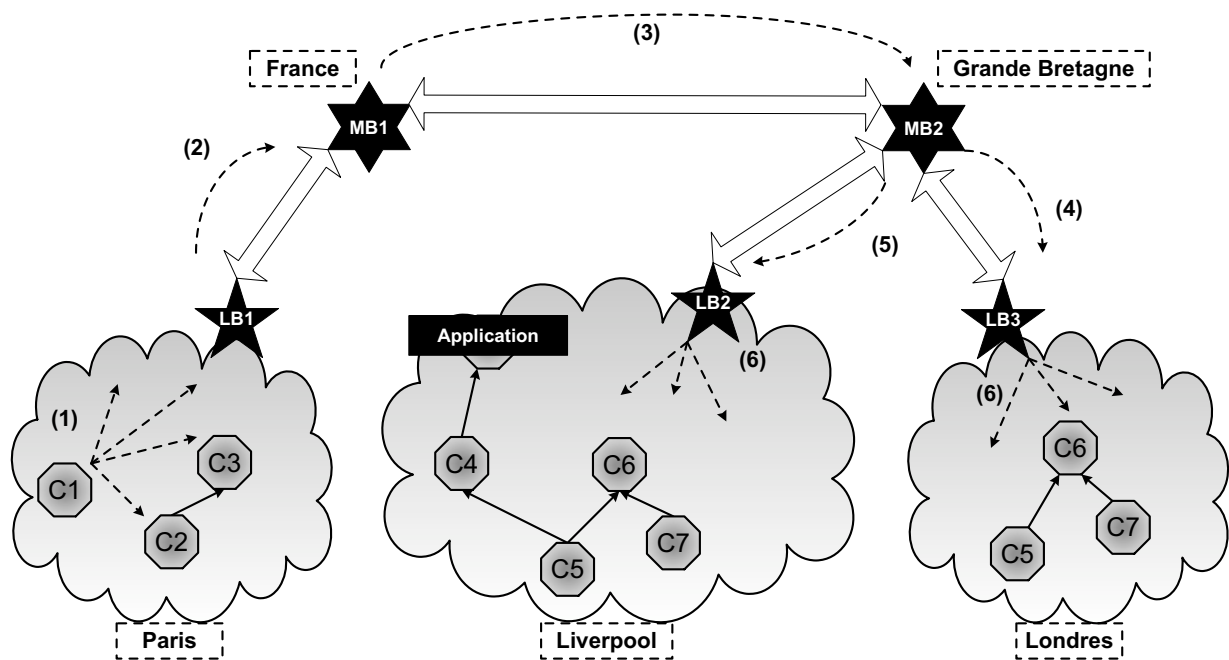 (3)
France
Grande Bretagne
MB1
MB2
(2)
(4)
(5)
LB1
LB2
LB3
Application
(6)
(6)
(1)
C3
C4
C6
C6
C1
C2
C7
C7
C5
C5
Paris
Liverpool
Londres